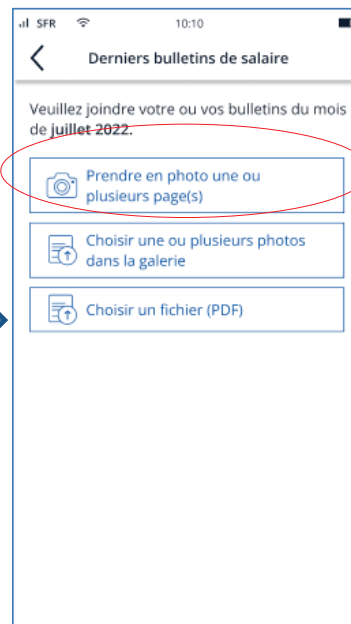 SFR 10:10
Derniers bulletins de salaire
Veuillez joindre votre ou vos bulletins du mois
de juillet 2022.
Prendre en photo une ou
plusieurs page(s)
Choisir une ou plusieurs photos
dans la galerie
Choisir un fichier (PDF)